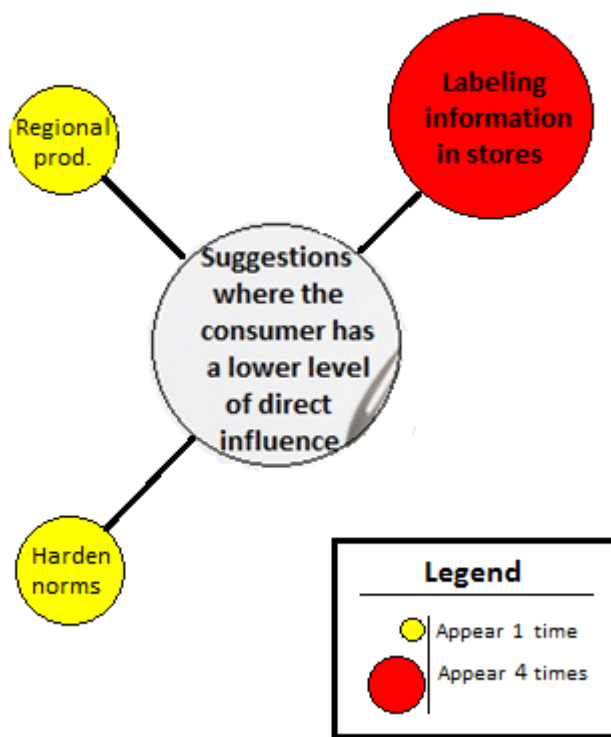 Labeling
information
in stores
Regional
prod.
Suggestions
where the
consumer has
a lower level
of direct
influence
Harden
norms
Legend
Appear 1 time
Appear 4 times